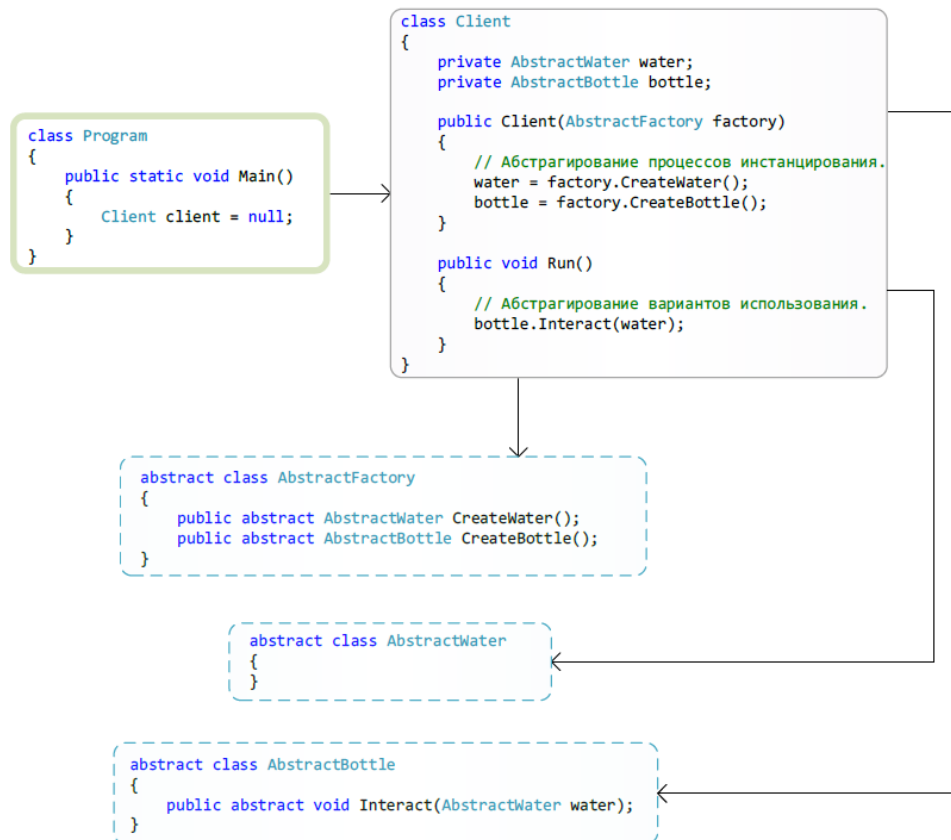 class Client
{
    private AbstractWater water;
    private AbstractBottle bottle;

    public Client(AbstractFactory factory)
    {
        // Абстрагирование процессов инстанцирования.
        water = factory.CreateWater();
        bottle = factory.CreateBottle();
    }

    public void Run()
    {
        // Абстрагирование вариантов использования.
        bottle.Interact(water);
    }
}
class Program
{
    public static void Main()
    {
        Client client = null;
    }
}
abstract class AbstractFactory
{
    public abstract AbstractWater CreateWater();
    public abstract AbstractBottle CreateBottle();
}
abstract class AbstractWater
{
}
abstract class AbstractBottle
{
    public abstract void Interact(AbstractWater water);
}